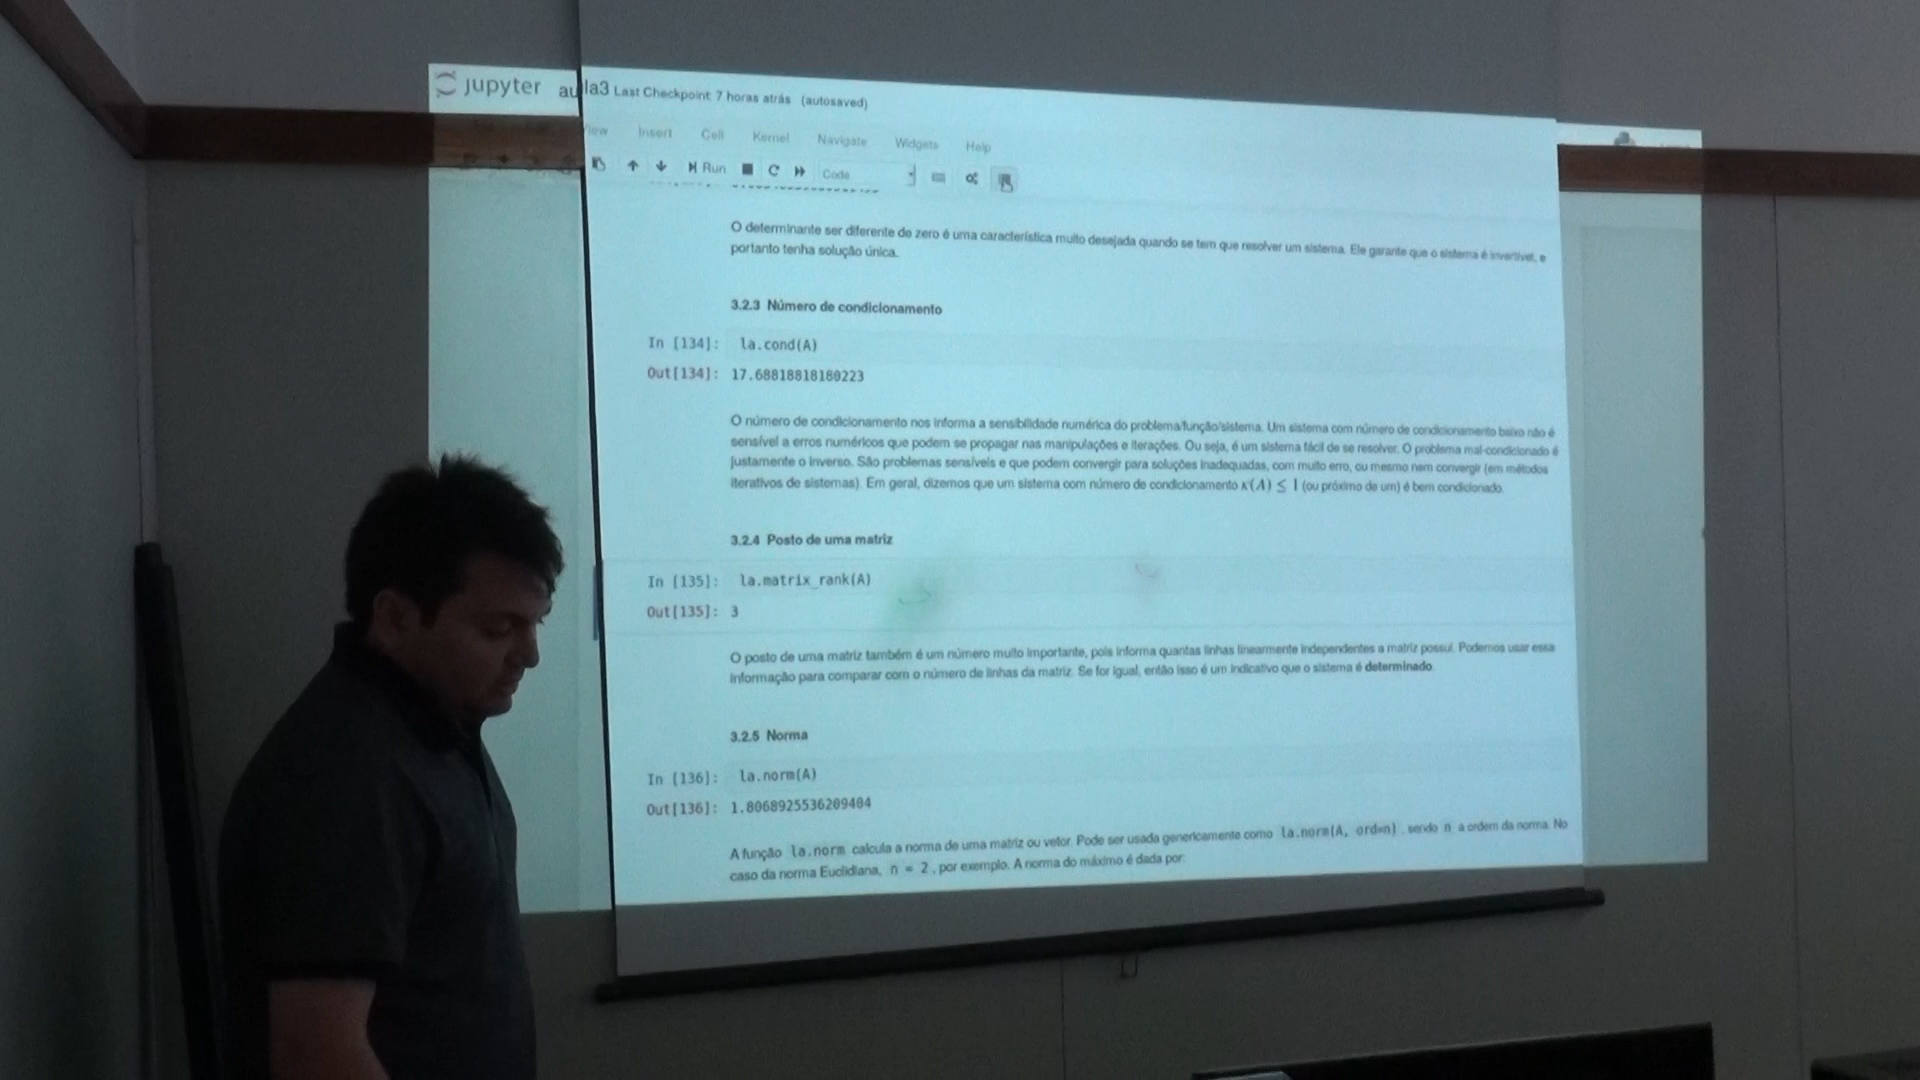 jupyter aula3 Last Checkpoint: 7 horas atrás (autosaved)
View Insert Cell Kernel Navigate Widgets Help
Run Code
O determinante ser diferente de zero é uma característica muito desejada quando se tem que resolver um sistema. Ele garante que o sistema é invertível, e
portanto tenha solução única.
3.2.3 Número de condicionamento
In [134]: la.cond(A)
Out[134]: 17.68818818180223
O número de condicionamento nos informa a sensibilidade numérica do problema/função/sistema. Um sistema com número de condicionamento baixo não é
sensível a erros numéricos que podem se propagar nas manipulações e iterações. Ou seja, é um sistema fácil de se resolver. O problema mal-condicionado é
justamente o inverso. São problemas sensíveis e que podem convergir para soluções inadequadas, com muito erro, ou mesmo nem convergir (em métodos
iterativos de sistemas). Em geral, dizemos que um sistema com número de condicionamento κ(A) ≤ 1 (ou próximo de um) é bem condicionado.
3.2.4 Posto de uma matriz
In [135]: la.matrix_rank(A)
Out[135]: 3
O posto de uma matriz também é um número muito importante, pois informa quantas linhas linearmente independentes a matriz possui. Podemos usar essa
informação para comparar com o número de linhas da matriz. Se for igual, então isso é um indicativo que o sistema é determinado.
3.2.5 Norma
In [136]: la.norm(A)
Out[136]: 1.8068925536209404
A função la.norm calcula a norma de uma matriz ou vetor. Pode ser usada genericamente como la.norm(A, ord=n), sendo n a ordem da norma. No
caso da norma Euclidiana, n = 2, por exemplo. A norma do máximo é dada por: